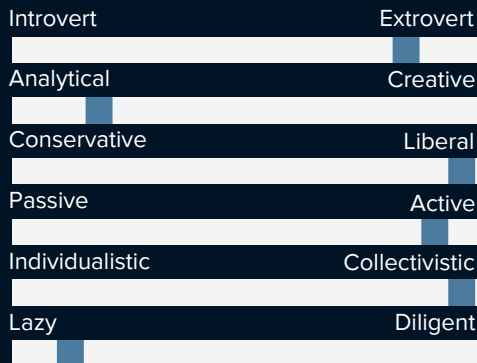 Introvert Extrovert
Analytical Creative
Conservative Liberal
Passive Active
Individualistic Collectivistic
Lazy Diligent